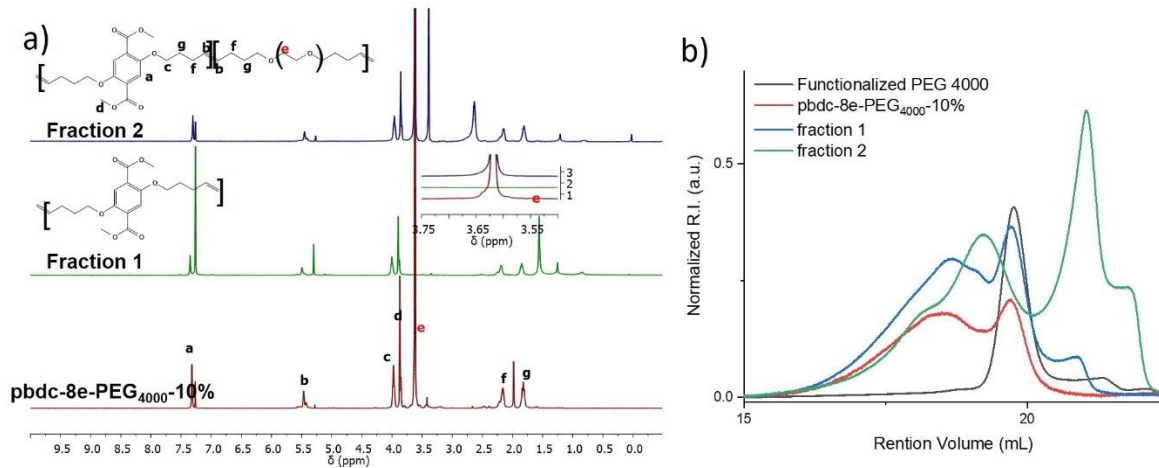 a)
g
b
f
e
c
f
b
g
a
d
Fraction 2
Fraction 1
pbdc-8e-PEG4000-10%
3
2
1
e
3.75 3.65 3.55
δ (ppm)
d
e
a
c
b
f
g
9.5 9.0 8.5 8.0 7.5 7.0 6.5 6.0 5.5 5.0 4.5 4.0 3.5 3.0 2.5 2.0 1.5 1.0 0.5 0.0
δ (ppm)
b)
Functionalized PEG 4000
pbdc-8e-PEG4000-10%
fraction 1
fraction 2
Normalized R.I. (a.u.)
0.5
0.0
15 20
Rention Volume (mL)